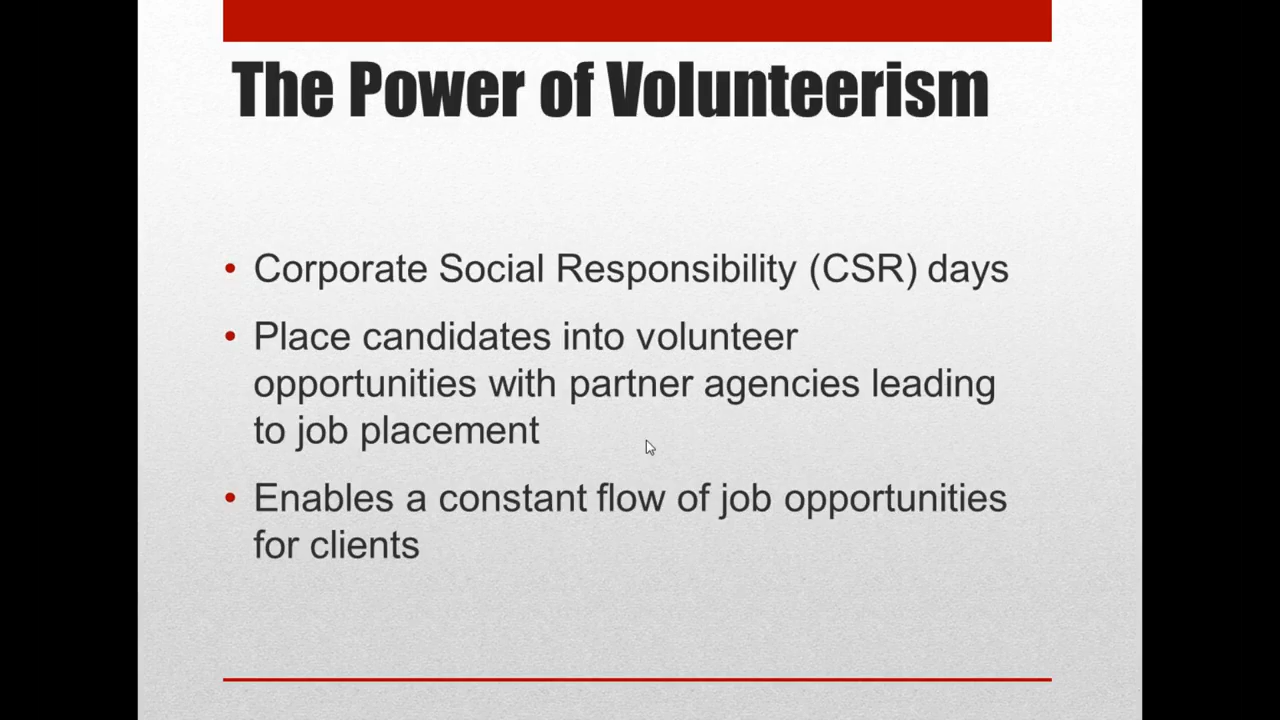 The Power of Volunteerism
• Corporate Social Responsibility (CSR) days
• Place candidates into volunteer
opportunities with partner agencies leading
to job placement
• Enables a constant flow of job opportunities
for clients